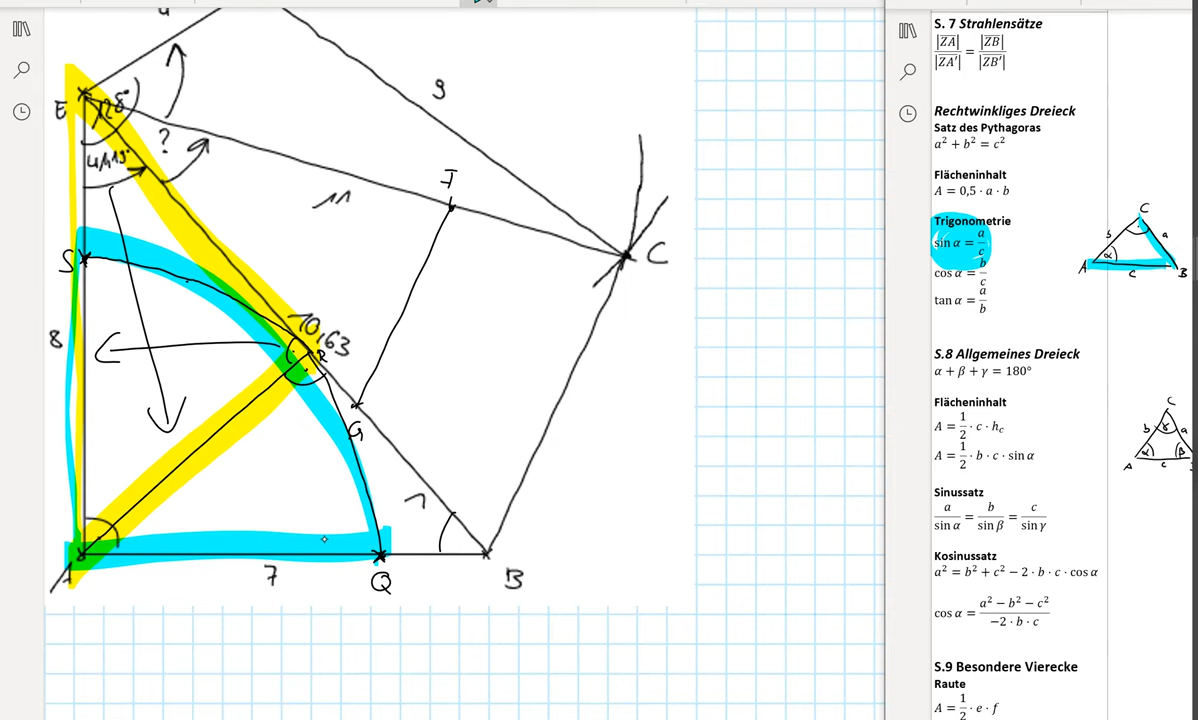 E
128°
41,19°
?
9
I
11
C
S
8
10,63
R
G
7
A
7
Q
B
S. 7 Strahlensätze
|ZA| / |ZA'| = |ZB| / |ZB'|
Rechtwinkliges Dreieck
Satz des Pythagoras
a² + b² = c²
Flächeninhalt
A = 0,5 · a · b
Trigonometrie
sin α = a/c
cos α = b/c
tan α = a/b
C
b
a
α
A
c
B
S.8 Allgemeines Dreieck
α + β + γ = 180°
Flächeninhalt
A = 1/2 · c · h_c
A = 1/2 · b · c · sin α
C
b
γ
a
α
β
A
c
Sinussatz
a / sin α = b / sin β = c / sin γ
Kosinussatz
a² = b² + c² − 2 · b · c · cos α
cos α = (a² − b² − c²) / (−2 · b · c)
S.9 Besondere Vierecke
Raute
A = 1/2 · e · f